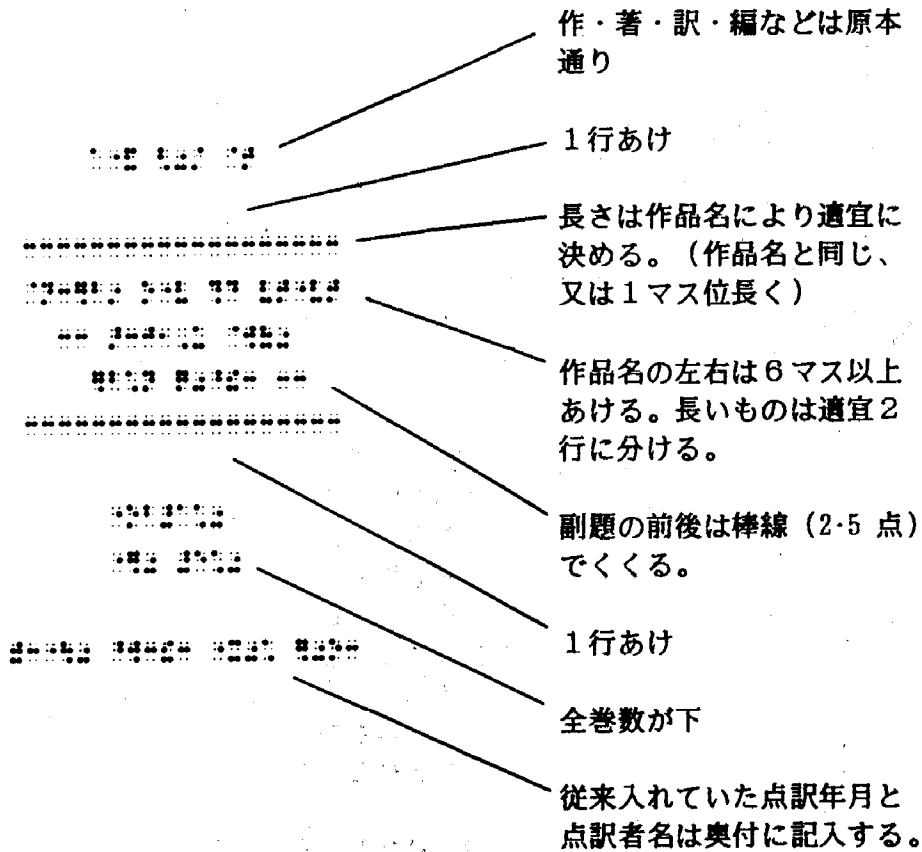 作・著・訳・編などは原本
通り
1行あけ
長さは作品名により適宜に
決める。（作品名と同じ、
又は1マス位長く）
作品名の左右は6マス以上
あける。長いものは適宜2
行に分ける。
副題の前後は棒線（2·5 点）
でくくる。
1行あけ
全巻数が下
従来入れていた点訳年月と
点訳者名は奥付に記入する。